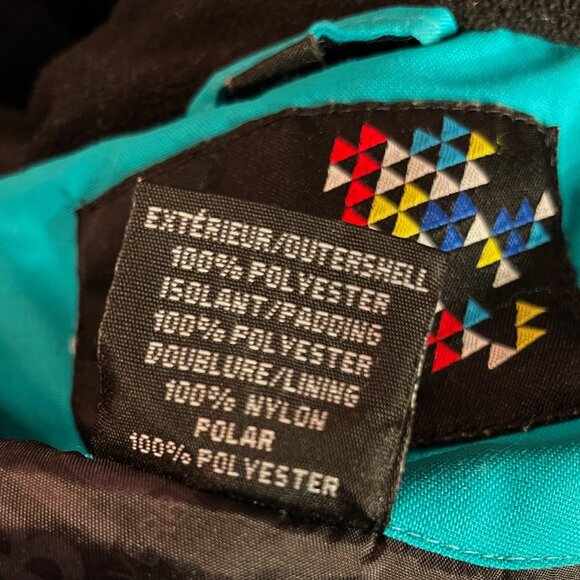 EXTÉRIEUR/OUTERSHELL
100% POLYESTER
ISOLANT/PADDING
100% POLYESTER
DOUBLURE/LINING
100% NYLON
POLAR
100% POLYESTER